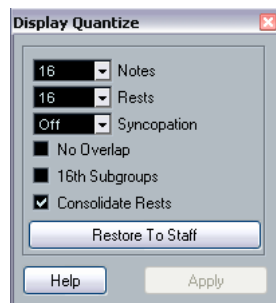 Display Quantize
16 Notes
16 Rests
Off Syncopation
No Overlap
16th Subgroups
Consolidate Rests
Restore To Staff
Help Apply